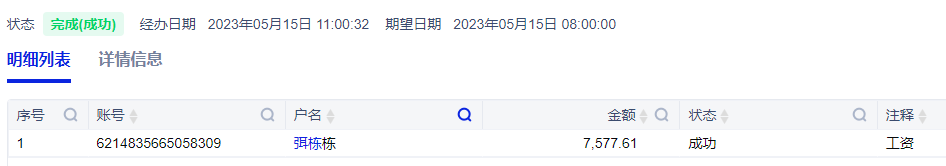 状态 完成(成功) 经办日期 2023年05月15日 11:00:32 期望日期 2023年05月15日 08:00:00
明细列表 详情信息
序号 账号 户名 金额 状态 注释
1 6214835665058309 弭栋栋 7,577.61 成功 工资